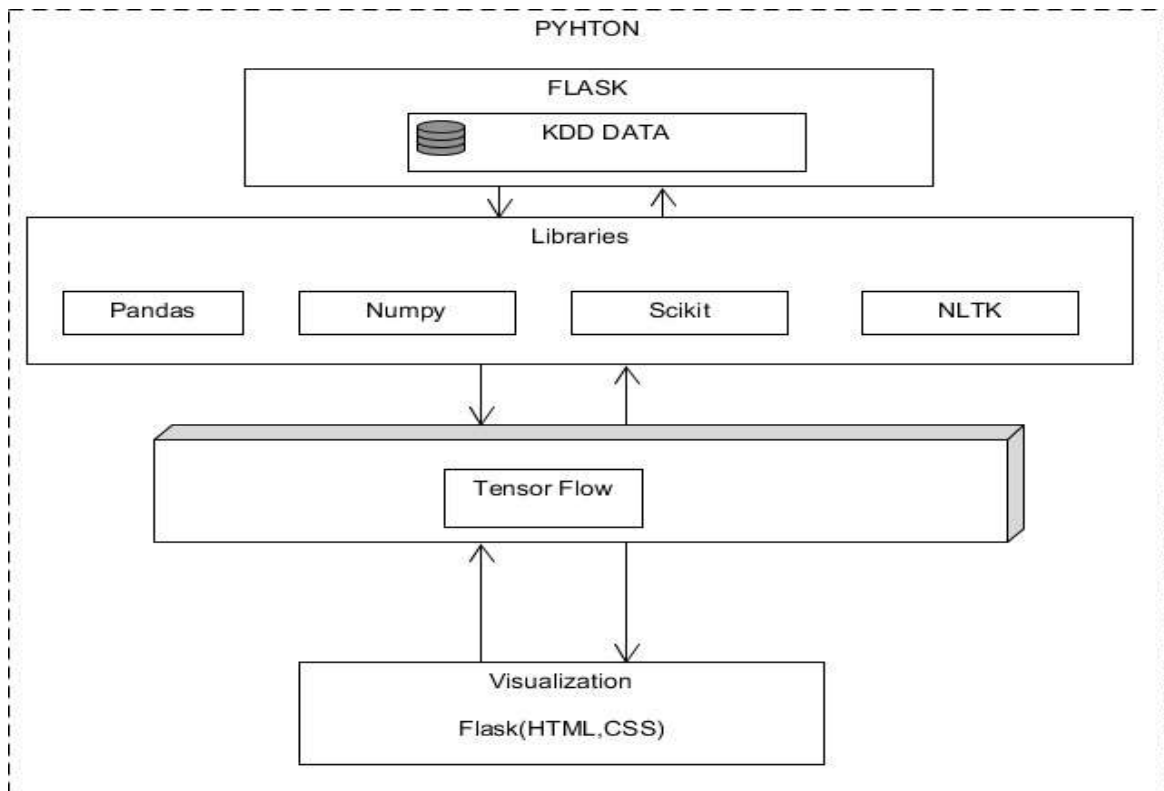 PYHTON
FLASK
KDD DATA
Libraries
Pandas
Numpy
Scikit
NLTK
Tensor Flow
Visualization
Flask(HTML,CSS)